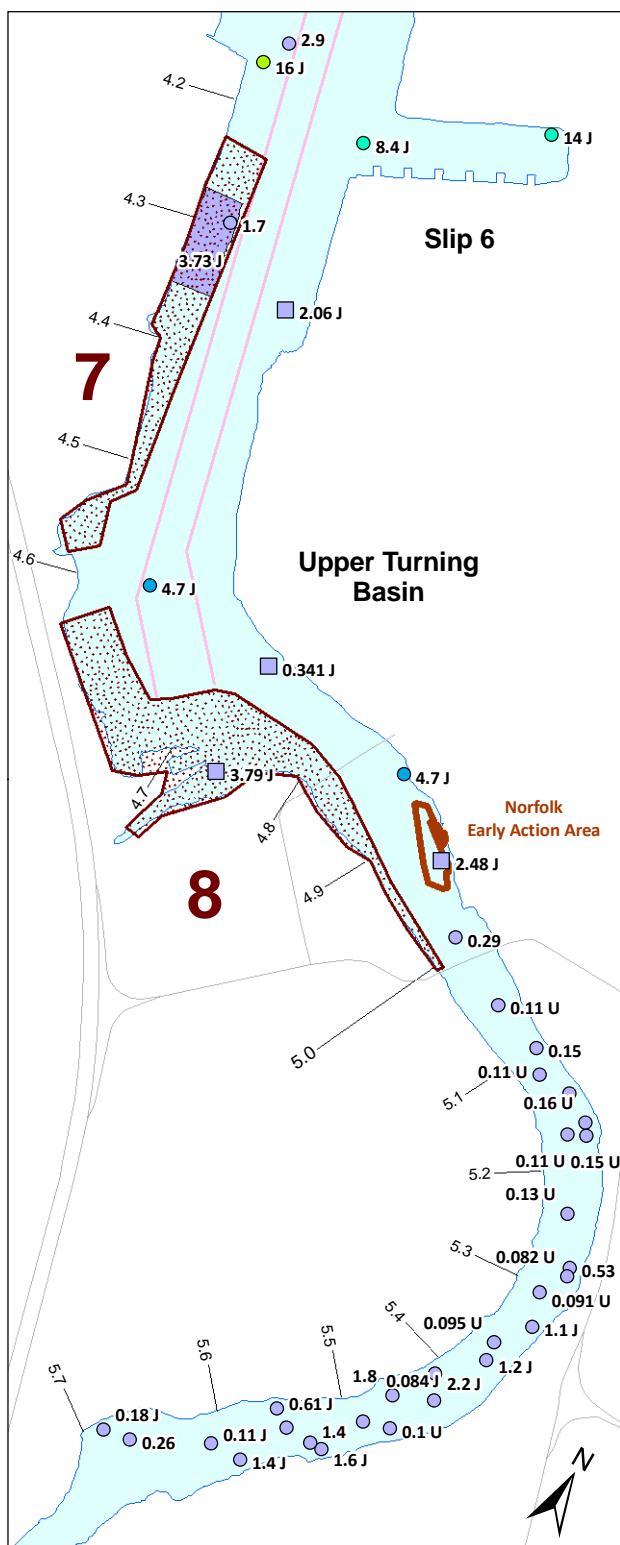 2.9
16 J
4.2
8.4 J
14 J
4.3
1.7
Slip 6
3.73 J
2.06 J
4.4
7
4.5
4.6
Upper Turning
Basin
4.7 J
0.341 J
4.7
3.79 J
4.7 J
4.8
Norfolk
Early Action Area
2.48 J
8
4.9
0.29
0.11 U
5.0
0.15
0.11 U
5.1
0.16 U
0.11 U
0.15 U
5.2
0.13 U
5.3
0.082 U
0.53
0.091 U
5.4
0.095 U
1.1 J
5.5
5.6
1.2 J
5.7
1.8
0.084 J
2.2 J
0.61 J
0.18 J
0.26
0.11 J
1.4
0.1 U
1.4 J
1.6 J
N